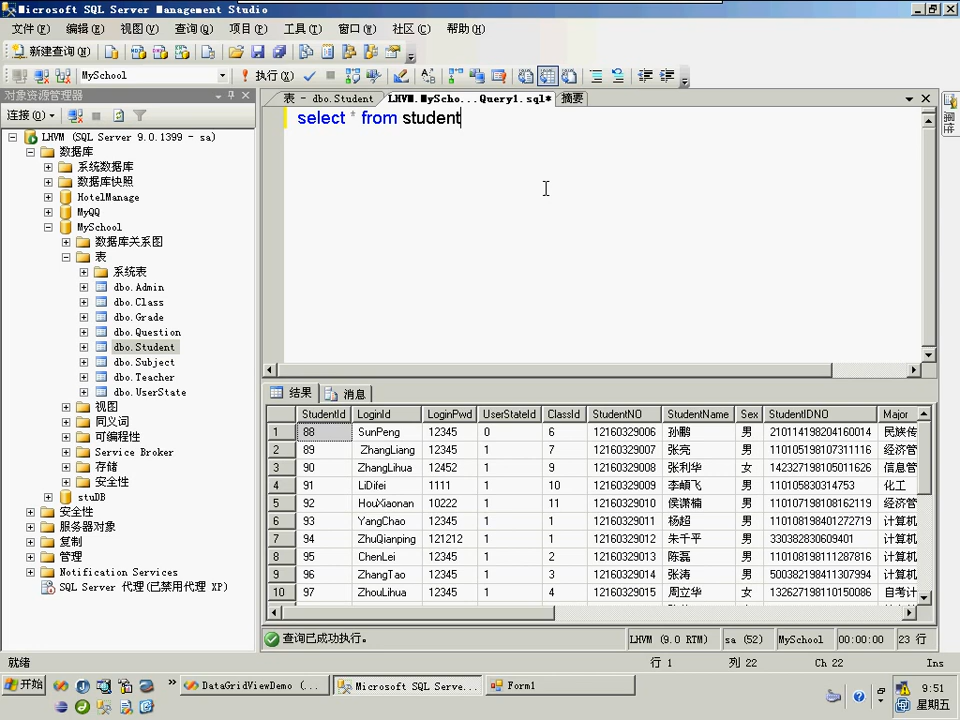 Microsoft SQL Server Management Studio
文件(F) 编辑(E) 视图(V) 查询(Q) 项目(P) 工具(T) 窗口(W) 社区(C) 帮助(H)
新建查询(N)
MySchool
执行(X)
对象资源管理器
表 - dbo.Student
LHVM.MyScho...Query1.sql*
摘要
连接(O)
select * from student
LHVM (SQL Server 9.0.1399 - sa)
数据库
系统数据库
数据库快照
HotelManage
MyQQ
MySchool
数据库关系图
表
系统表
dbo.Admin
dbo.Class
dbo.Grade
dbo.Question
dbo.Student
dbo.Subject
dbo.Teacher
dbo.UserState
视图
同义词
可编程性
Service Broker
存储
安全性
stuDB
安全性
服务器对象
复制
管理
Notification Services
SQL Server 代理(已禁用代理 XP)
属性
结果 消息
StudentId LoginId LoginPwd UserStateId ClassId StudentNO StudentName Sex StudentIDNO Major
1 88 SunPeng 12345 0 6 12160329006 孙鹏 男 210114198204160014 民族传
2 89 ZhangLiang 12345 1 7 12160329007 张亮 男 110105198107311116 经济管
3 90 ZhangLihua 12452 1 9 12160329008 张利华 女 142327198105011626 信息管
4 91 LiDifei 1111 1 10 12160329009 男 110105830314753 化工
5 92 HouXiaonan 10222 1 11 12160329010 侯潇楠 男 110107198108162119 经济管
6 93 YangChao 12345 1 1 12160329011 杨超 男 110108198401272719 计算机
7 94 ZhuQianping 121212 1 1 12160329012 朱千平 男 330382830609401 计算机
8 95 ChenLei 12345 1 2 12160329013 陈磊 男 110108198111287816 计算机
9 96 ZhangTao 12345 1 3 12160329014 张涛 男 500382198411307994 计算机
10 97 ZhouLihua 12345 1 4 12160329015 周立华 女 132627198110150086 自考计
查询已成功执行。
LHVM (9.0 RTM) sa (52) MySchool 00:00:00 23 行
就绪 行 1 列 22 Ch 22 Ins
开始
DataGridViewDemo (...
Microsoft SQL Serve...
Form1
9:51
星期五